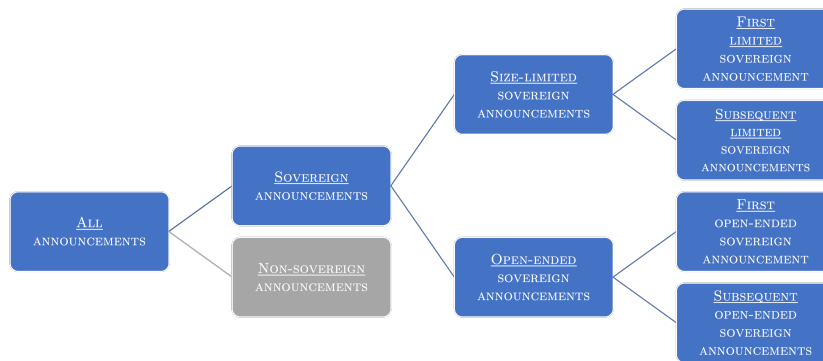 All
announcements
Sovereign
announcements
Non-sovereign
announcements
Size-limited
sovereign
announcements
Open-ended
sovereign
announcements
First
limited
sovereign
announcement
Subsequent
limited
sovereign
announcements
First
open-ended
sovereign
announcement
Subsequent
open-ended
sovereign
announcements